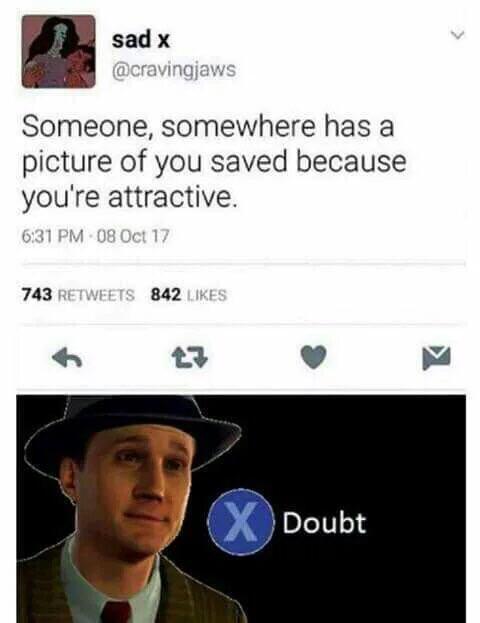 sad x
@cravingjaws
Someone, somewhere has a
picture of you saved because
you're attractive.
6:31 PM - 08 Oct 17
743 RETWEETS 842 LIKES
X Doubt